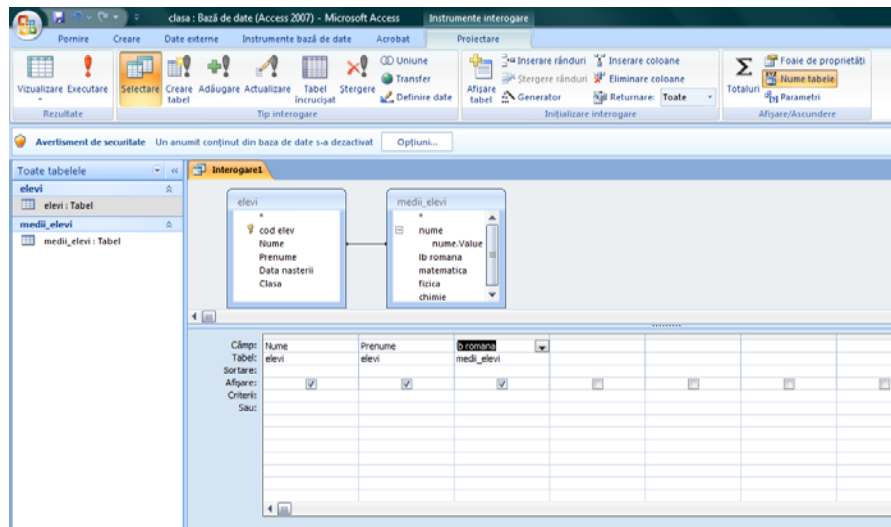 clasa : Bază de date (Access 2007) - Microsoft Access Instrumente interogare
Pornire Creare Date externe Instrumente bază de date Acrobat Proiectare
Vizualizare Executare
Rezultate
Selectare Creare tabel Adăugare Actualizare Tabel încrucișat Ștergere
Uniune
Transfer
Definire date
Tip interogare
Afișare tabel
Inserare rânduri Inserare coloane
Ștergere rânduri Eliminare coloane
Generator Returnare: Toate
Inițializare interogare
Totaluri
Foaie de proprietăți
Nume tabele
Parametri
Afișare/Ascundere
Avertisment de securitate Un anumit conținut din baza de date s-a dezactivat Opțiuni...
Toate tabelele
elevi
elevi : Tabel
medii_elevi
medii_elevi : Tabel
Interogare1
elevi
*
cod elev
Nume
Prenume
Data nasterii
Clasa
medii_elevi
*
nume
nume.Value
lb romana
matematica
fizica
chimie
Câmp: Nume Prenume lb romana
Tabel: elevi elevi medii_elevi
Sortare:
Afișare:
Criterii:
Sau: